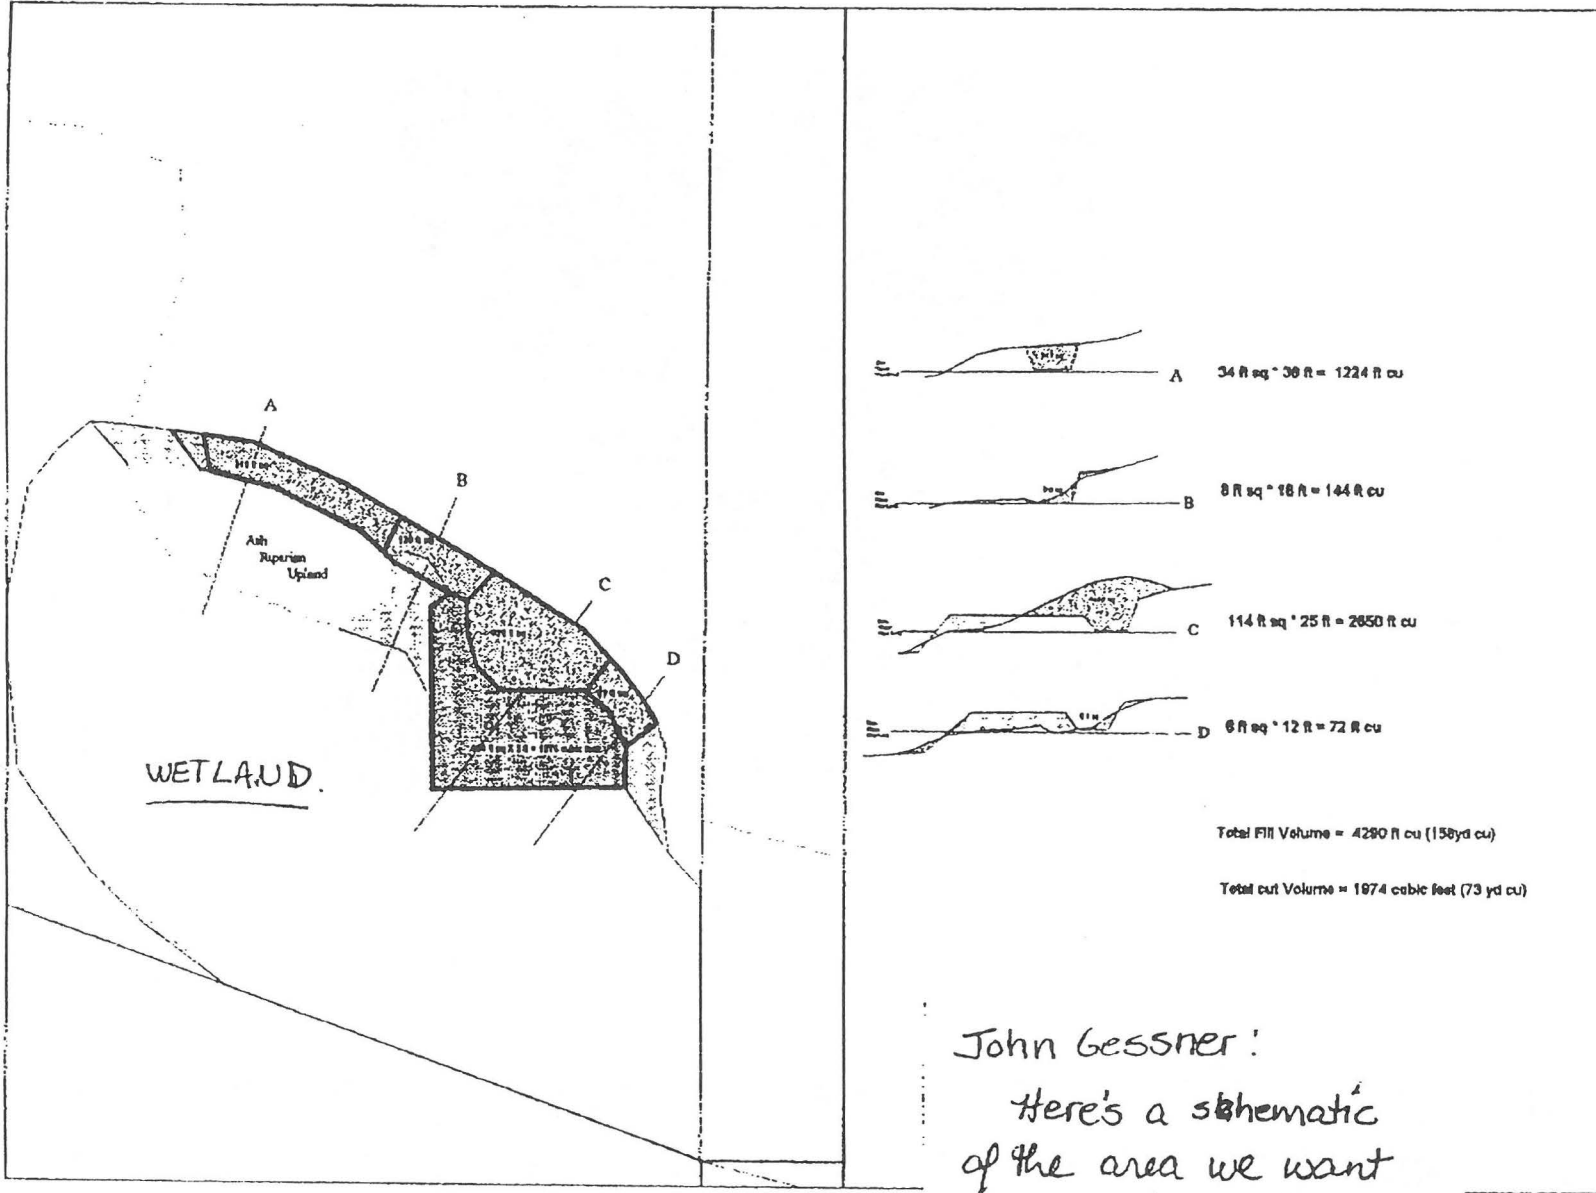 A
B
C
D
Ash
Riparian
Upland
WETLAND.
A 34 ft sq * 36 ft = 1224 ft cu
B 8 ft sq * 18 ft = 144 ft cu
C 114 ft sq * 25 ft = 2850 ft cu
D 6 ft sq * 12 ft = 72 ft cu
Total Fill Volume = 4290 ft cu (158yd cu)
Total cut Volume = 1974 cubic feet (73 yd cu)
John Gessner:
Here's a schematic
of the area we want